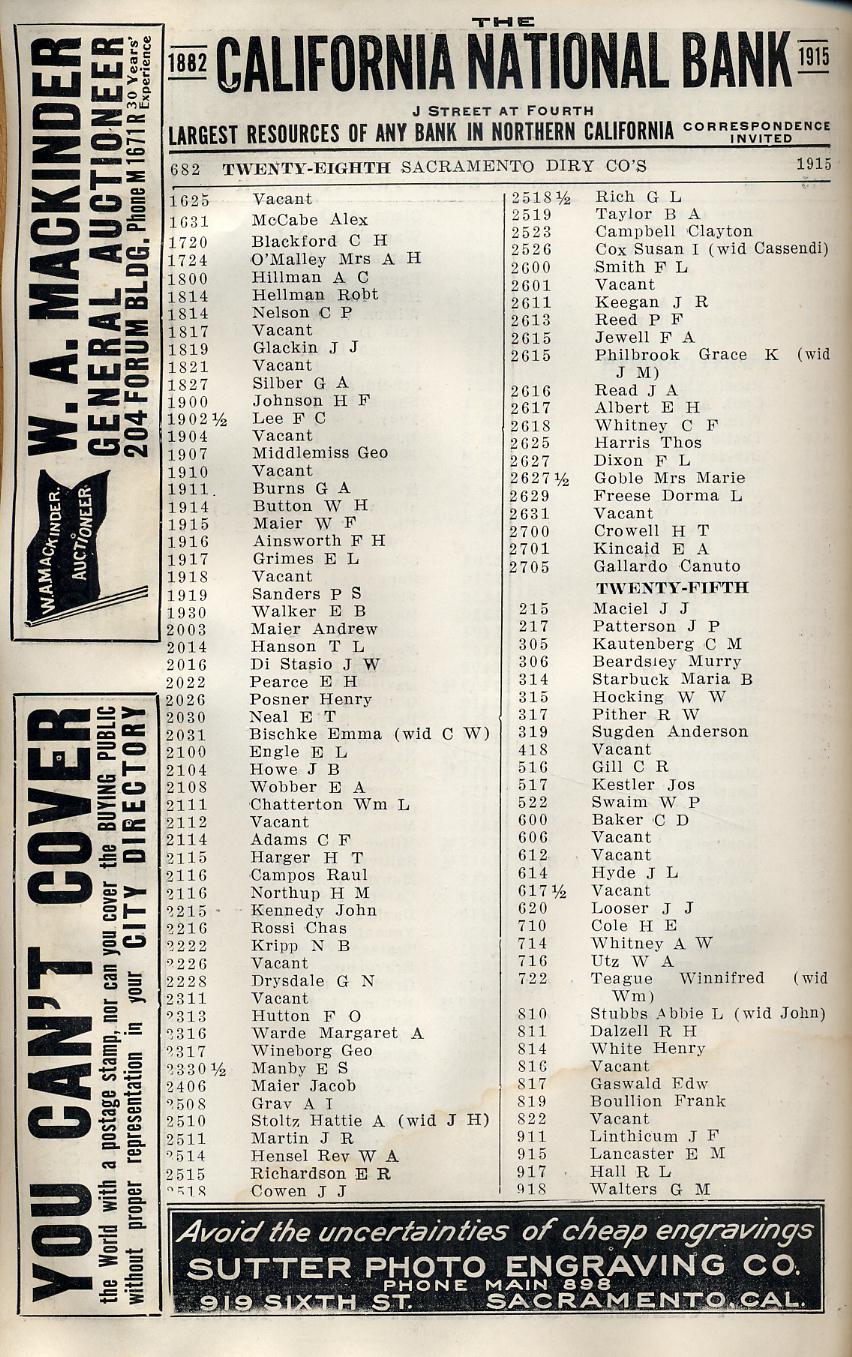 THE
1882 CALIFORNIA NATIONAL BANK 1915
J STREET AT FOURTH
LARGEST RESOURCES OF ANY BANK IN NORTHERN CALIFORNIA CORRESPONDENCE INVITED
682 TWENTY-EIGHTH SACRAMENTO DIRY CO'S 1915
1625 Vacant
1631 McCabe Alex
1720 Blackford C H
1724 O'Malley Mrs A H
1800 Hillman A C
1814 Hellman Robt
1814 Nelson C P
1817 Vacant
1819 Glackin J J
1821 Vacant
1827 Silber G A
1900 Johnson H F
1902½ Lee F C
1904 Vacant
1907 Middlemiss Geo
1910 Vacant
1911 Burns G A
1914 Button W H
1915 Maier W F
1916 Ainsworth F H
1917 Grimes E L
1918 Vacant
1919 Sanders P S
1930 Walker E B
2003 Maier Andrew
2014 Hanson T L
2016 Di Stasio J W
2022 Pearce E H
2026 Posner Henry
2030 Neal E T
2031 Bischke Emma (wid C W)
2100 Engle E L
2104 Howe J B
2108 Wobber E A
2111 Chatterton Wm L
2112 Vacant
2114 Adams C F
2115 Harger H T
2116 Campos Raul
2116 Northup H M
2215 Kennedy John
2216 Rossi Chas
2222 Kripp N B
2226 Vacant
2228 Drysdale G N
2311 Vacant
2313 Hutton F O
2316 Warde Margaret A
2317 Wineborg Geo
2330½ Manby E S
2406 Maier Jacob
2508 Grav A I
2510 Stoltz Hattie A (wid J H)
2511 Martin J R
2514 Hensel Rev W A
2515 Richardson E R
2518 Cowen J J
2518½ Rich G L
2519 Taylor B A
2523 Campbell Clayton
2526 Cox Susan I (wid Cassendi)
2600 Smith F L
2601 Vacant
2611 Keegan J R
2613 Reed P F
2615 Jewell F A
2615 Philbrook Grace K (wid
J M)
2616 Read J A
2617 Albert E H
2618 Whitney C F
2625 Harris Thos
2627 Dixon F L
2627½ Goble Mrs Marie
2629 Freese Dorma L
2631 Vacant
2700 Crowell H T
2701 Kincaid E A
2705 Gallardo Canuto
TWENTY-FIFTH
215 Maciel J J
217 Patterson J P
305 Kautenberg C M
306 Beardsley Murry
314 Starbuck Maria B
315 Hocking W W
317 Pither R W
319 Sugden Anderson
418 Vacant
516 Gill C R
517 Kestler Jos
522 Swaim W P
600 Baker C D
606 Vacant
612 Vacant
614 Hyde J L
617½ Vacant
620 Looser J J
710 Cole H E
714 Whitney A W
716 Utz W A
722 Teague Winnifred (wid
Wm)
810 Stubbs Abbie L (wid John)
811 Dalzell R H
814 White Henry
816 Vacant
817 Gaswald Edw
819 Boullion Frank
822 Vacant
911 Linthicum J F
915 Lancaster E M
917 Hall R L
918 Walters G M
W. A. MACKINDER
GENERAL AUCTIONEER
204 FORUM BLDG. Phone M 1671 R 30 Years' Experience
W.A. MACKINDER.
AUCTIONEER.
YOU CAN'T COVER
the World with a postage stamp, nor can you cover the BUYING PUBLIC
without proper representation in your CITY DIRECTORY
Avoid the uncertainties of cheap engravings
SUTTER PHOTO ENGRAVING CO.
PHONE MAIN 898
919 SIXTH ST. SACRAMENTO, CAL.